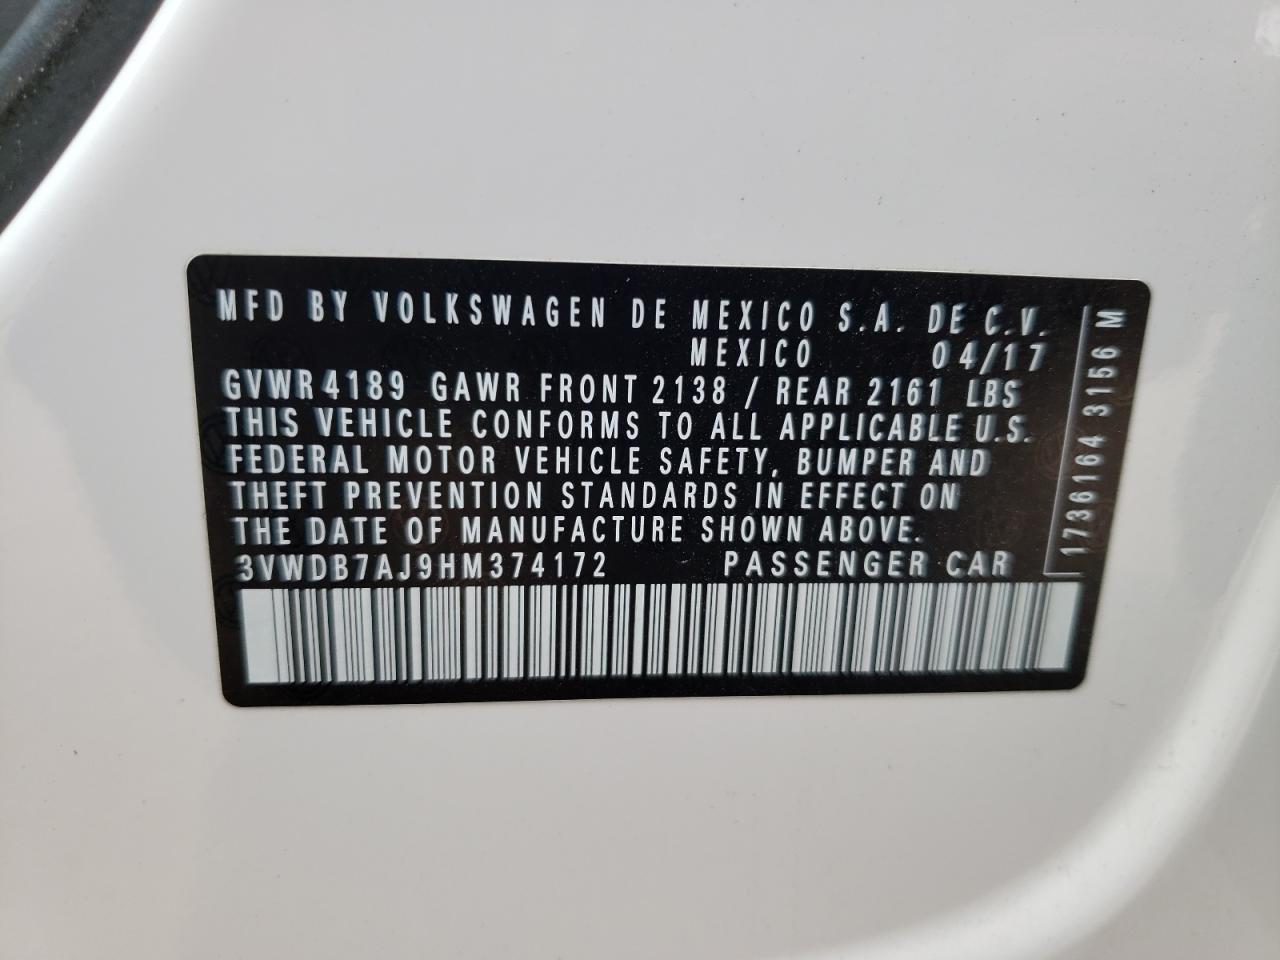 MFD BY VOLKSWAGEN DE MEXICO S.A. DE C.V.
MEXICO 04/17
GVWR 4189 GAWR FRONT 2138 / REAR 2161 LBS
THIS VEHICLE CONFORMS TO ALL APPLICABLE U.S.
FEDERAL MOTOR VEHICLE SAFETY, BUMPER AND
THEFT PREVENTION STANDARDS IN EFFECT ON
THE DATE OF MANUFACTURE SHOWN ABOVE.
3VWDB7AJ9HM374172 PASSENGER CAR
1736164 3156 M